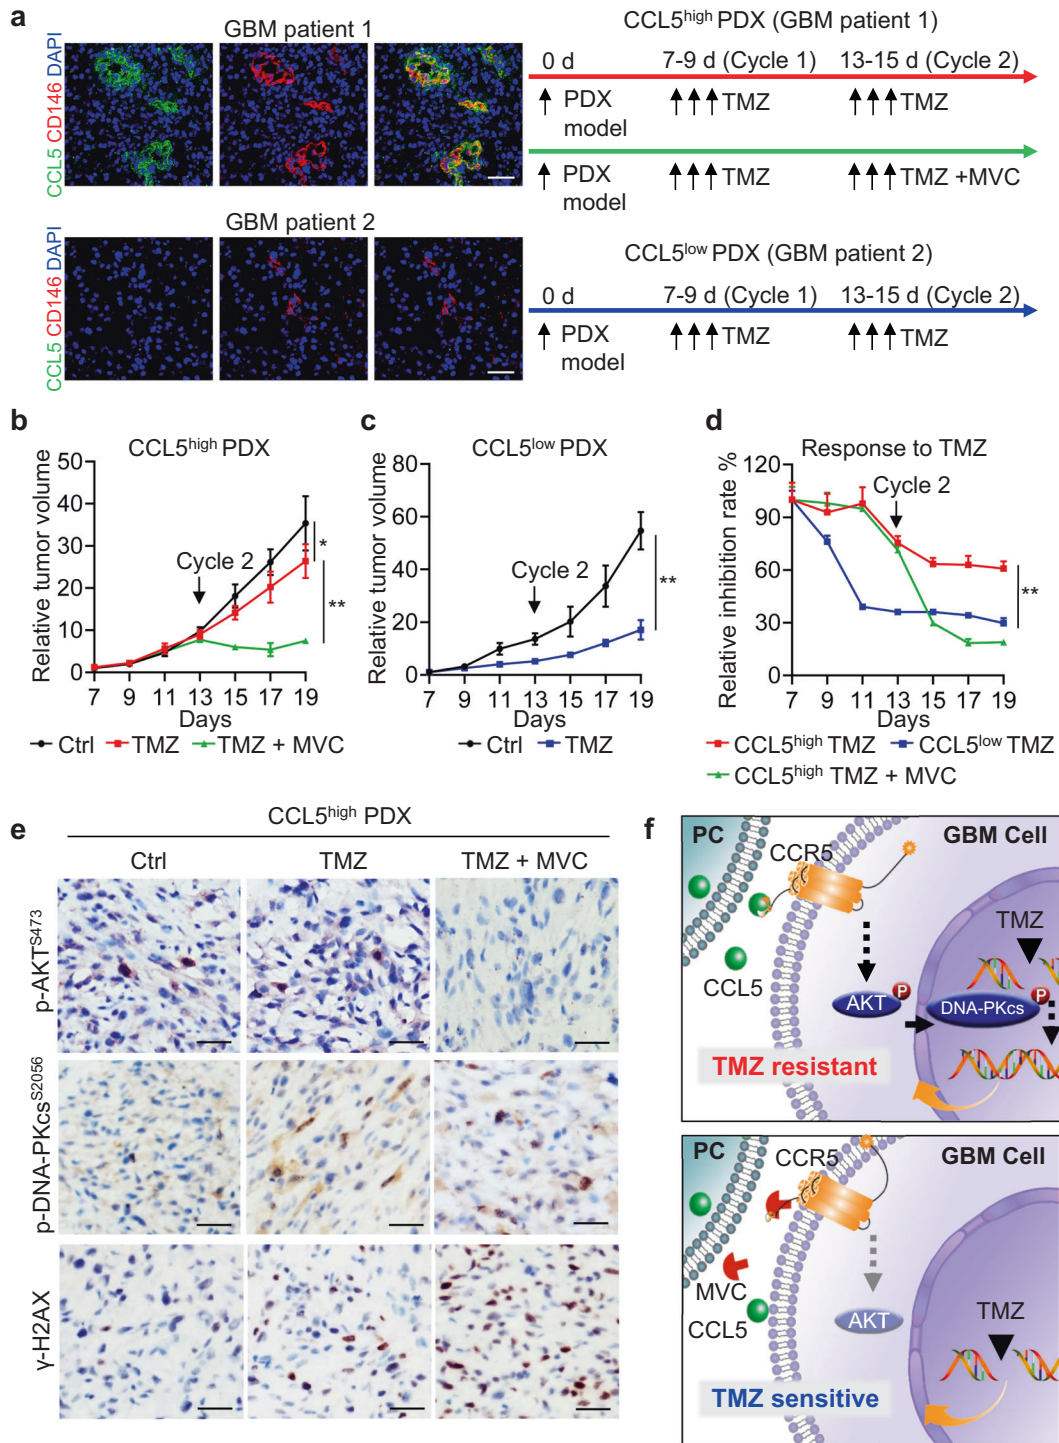 a
GBM patient 1
CCL5 CD146 DAPI
CCL5high PDX (GBM patient 1)
0 d
7-9 d (Cycle 1)
13-15 d (Cycle 2)
PDX
model
TMZ
TMZ
PDX
model
TMZ
TMZ +MVC
GBM patient 2
CCL5 CD146 DAPI
CCL5low PDX (GBM patient 2)
0 d
7-9 d (Cycle 1)
13-15 d (Cycle 2)
PDX
model
TMZ
TMZ
b
CCL5high PDX
Relative tumor volume
50
40
30
20
10
0
Cycle 2
*
**
7 9 11 13 15 17 19
Days
Ctrl TMZ TMZ + MVC
c
CCL5low PDX
Relative tumor volume
80
60
40
20
0
Cycle 2
**
7 9 11 13 15 17 19
Days
Ctrl TMZ
d
Response to TMZ
Relative inhibition rate %
120
90
60
30
0
Cycle 2
**
7 9 11 13 15 17 19
Days
CCL5high TMZ CCL5low TMZ
CCL5high TMZ + MVC
e
CCL5high PDX
Ctrl TMZ TMZ + MVC
p-AKTS473
p-DNA-PKcsS2056
γ-H2AX
f
PC
GBM Cell
CCR5
TMZ
CCL5
AKT
P
DNA-PKcs
P
TMZ resistant
PC
GBM Cell
CCR5
MVC
CCL5
AKT
TMZ
TMZ sensitive